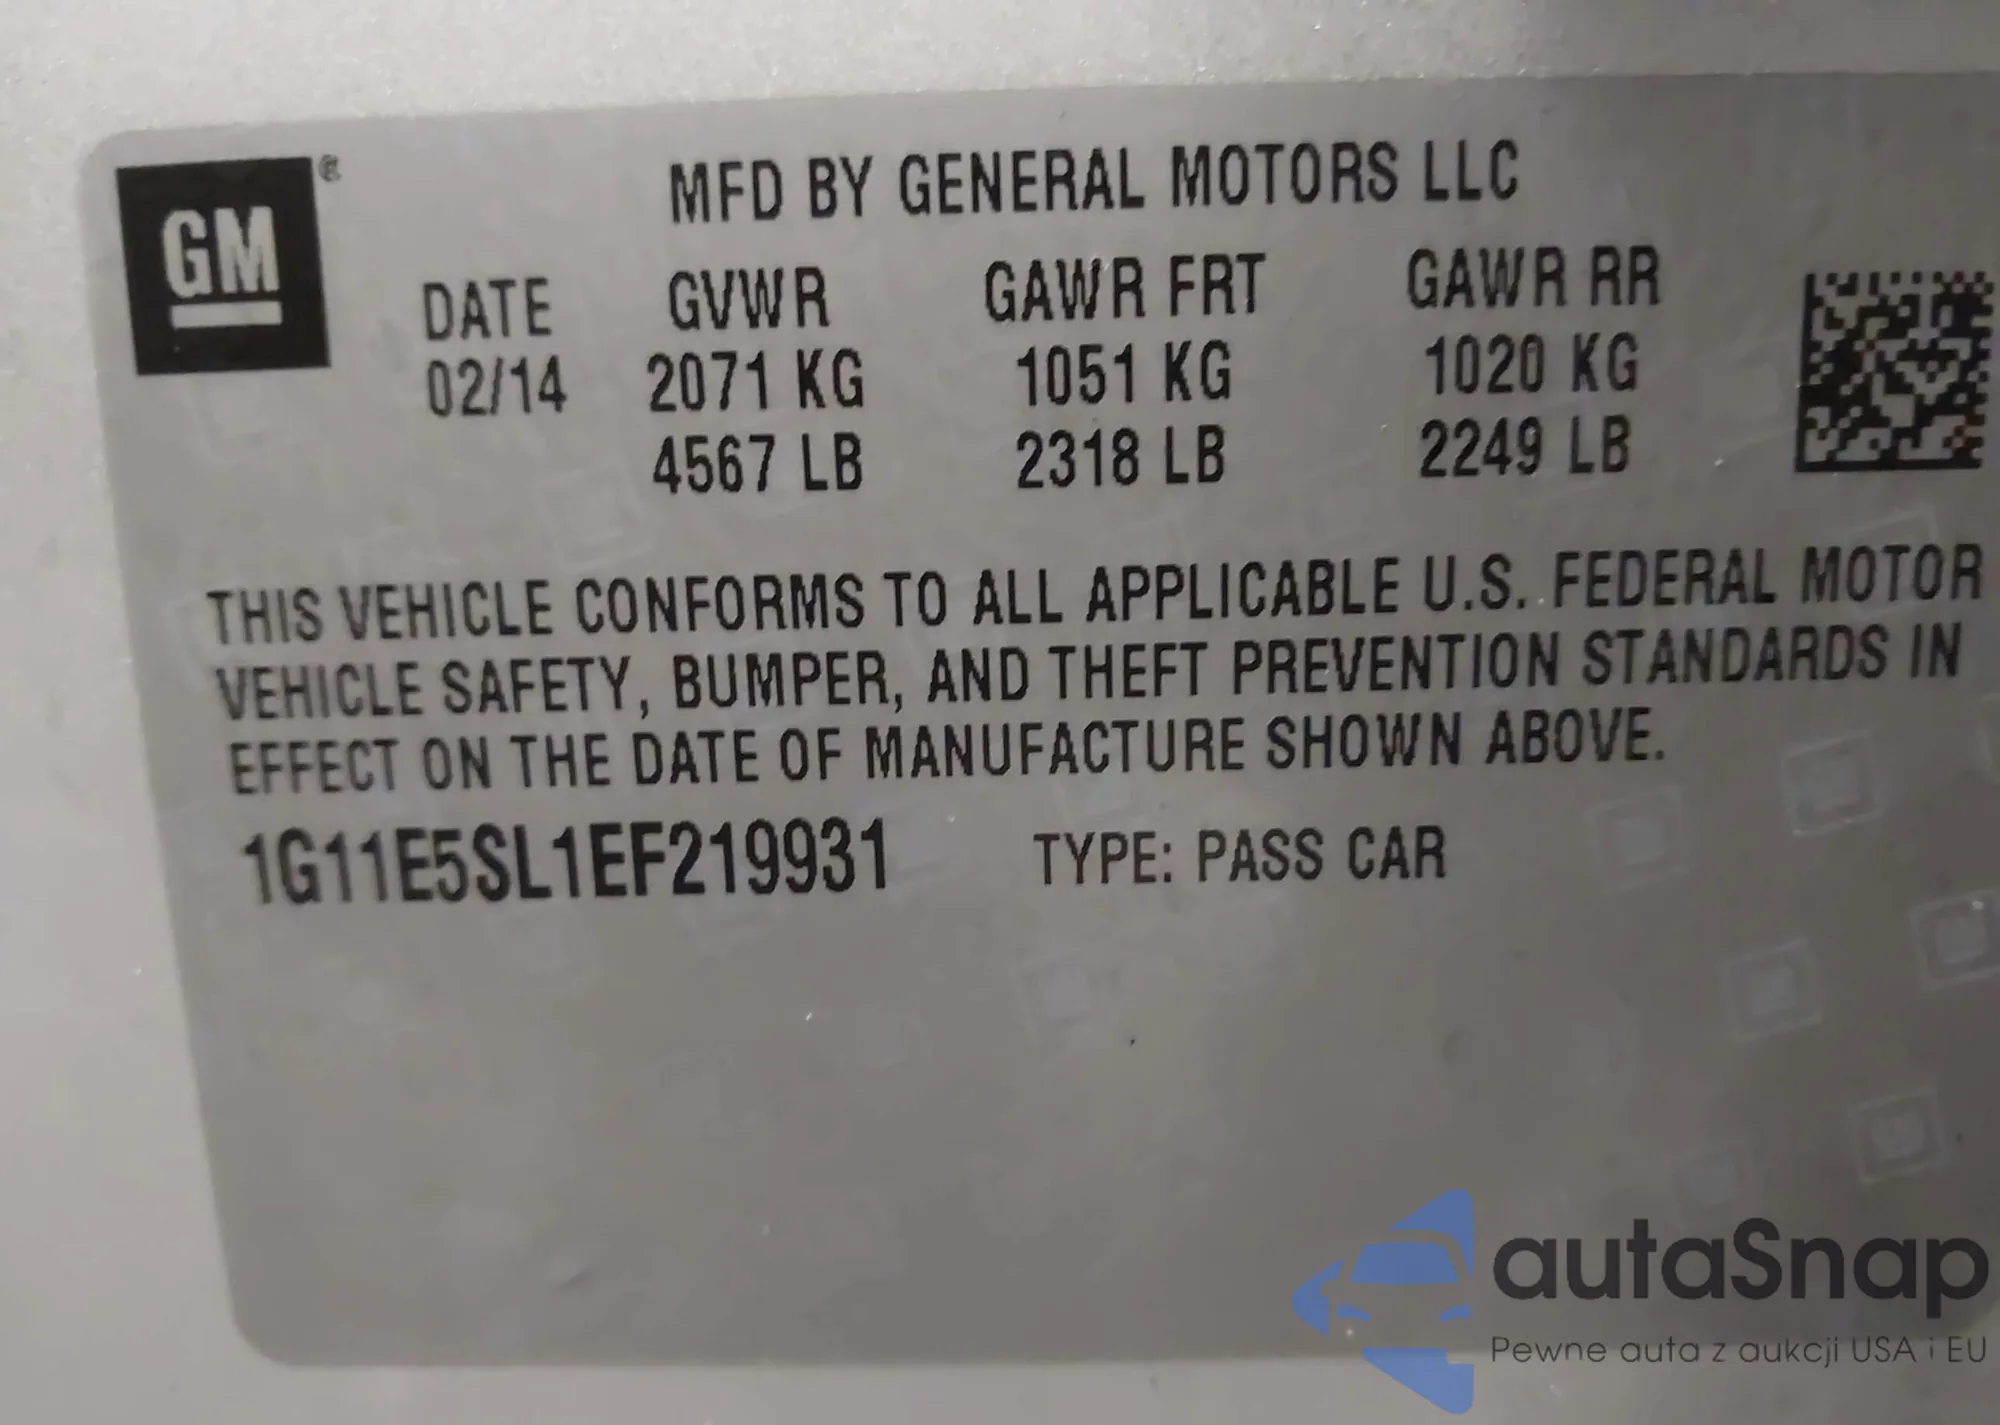 GM®
MFD BY GENERAL MOTORS LLC
DATE GVWR GAWR FRT GAWR RR
02/14 2071 KG 1051 KG 1020 KG
4567 LB 2318 LB 2249 LB
THIS VEHICLE CONFORMS TO ALL APPLICABLE U.S. FEDERAL MOTOR
VEHICLE SAFETY, BUMPER, AND THEFT PREVENTION STANDARDS IN
EFFECT ON THE DATE OF MANUFACTURE SHOWN ABOVE.
1G11E5SL1EF219931 TYPE: PASS CAR
autaSnap
Pewne auta z aukcji USA i EU